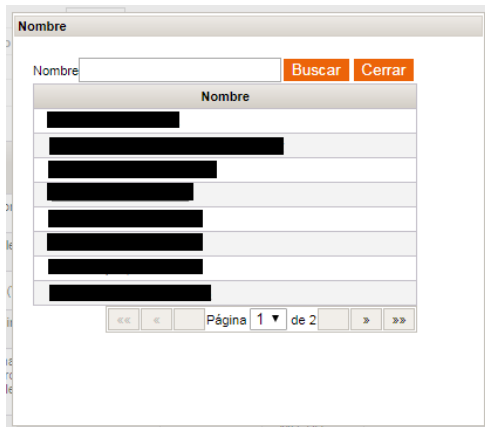 Nombre
Nombre Buscar Cerrar
Nombre
«« « Página 1 ▼ de 2 » »»